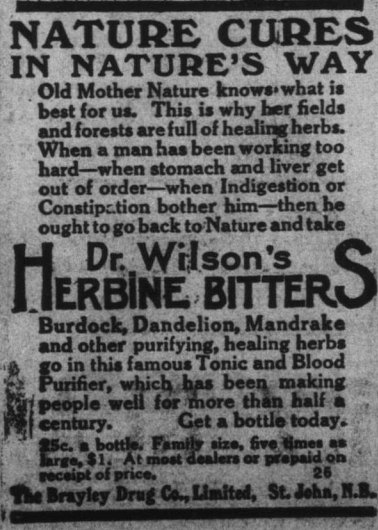 NATURE CURES
IN NATURE'S WAY
Old Mother Nature knows what is
best for us. This is why her fields
and forests are full of healing herbs.
When a man has been working too
hard—when stomach and liver get
out of order—when Indigestion or
Constipation bother him—then he
ought to go back to Nature and take
Dr. Wilson's
HERBINE BITTERS
Burdock, Dandelion, Mandrake
and other purifying, healing herbs
go in this famous Tonic and Blood
Purifier, which has been making
people well for more than half a
century. Get a bottle today.
25c. a bottle. Family size, five times as
large, $1. At most dealers or prepaid on
receipt of price. 26
The Brayley Drug Co., Limited, St. John, N.B.